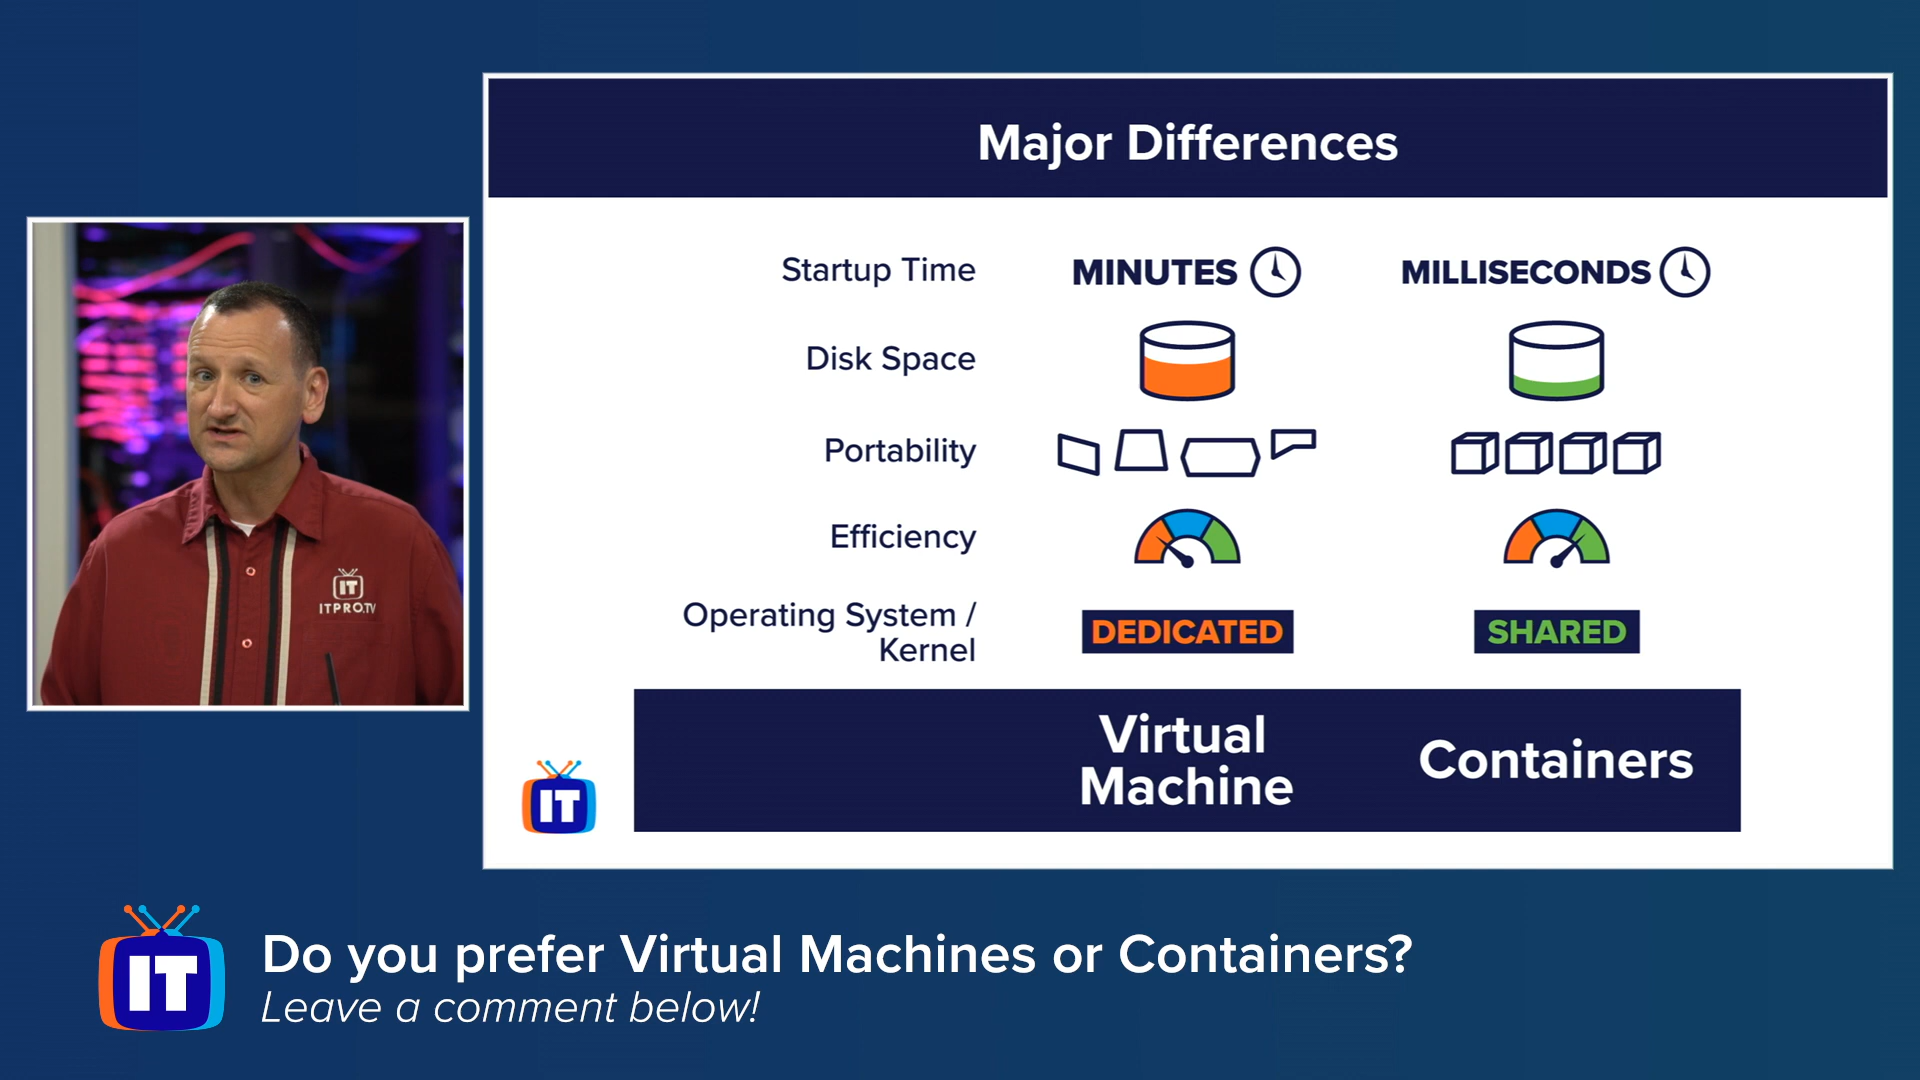 Major Differences
Startup Time MINUTES MILLISECONDS
Disk Space
Portability
Efficiency
Operating System /
Kernel
DEDICATED SHARED
Virtual
Machine
Containers
IT
IT
ITPRO.TV
IT
Do you prefer Virtual Machines or Containers?
Leave a comment below!